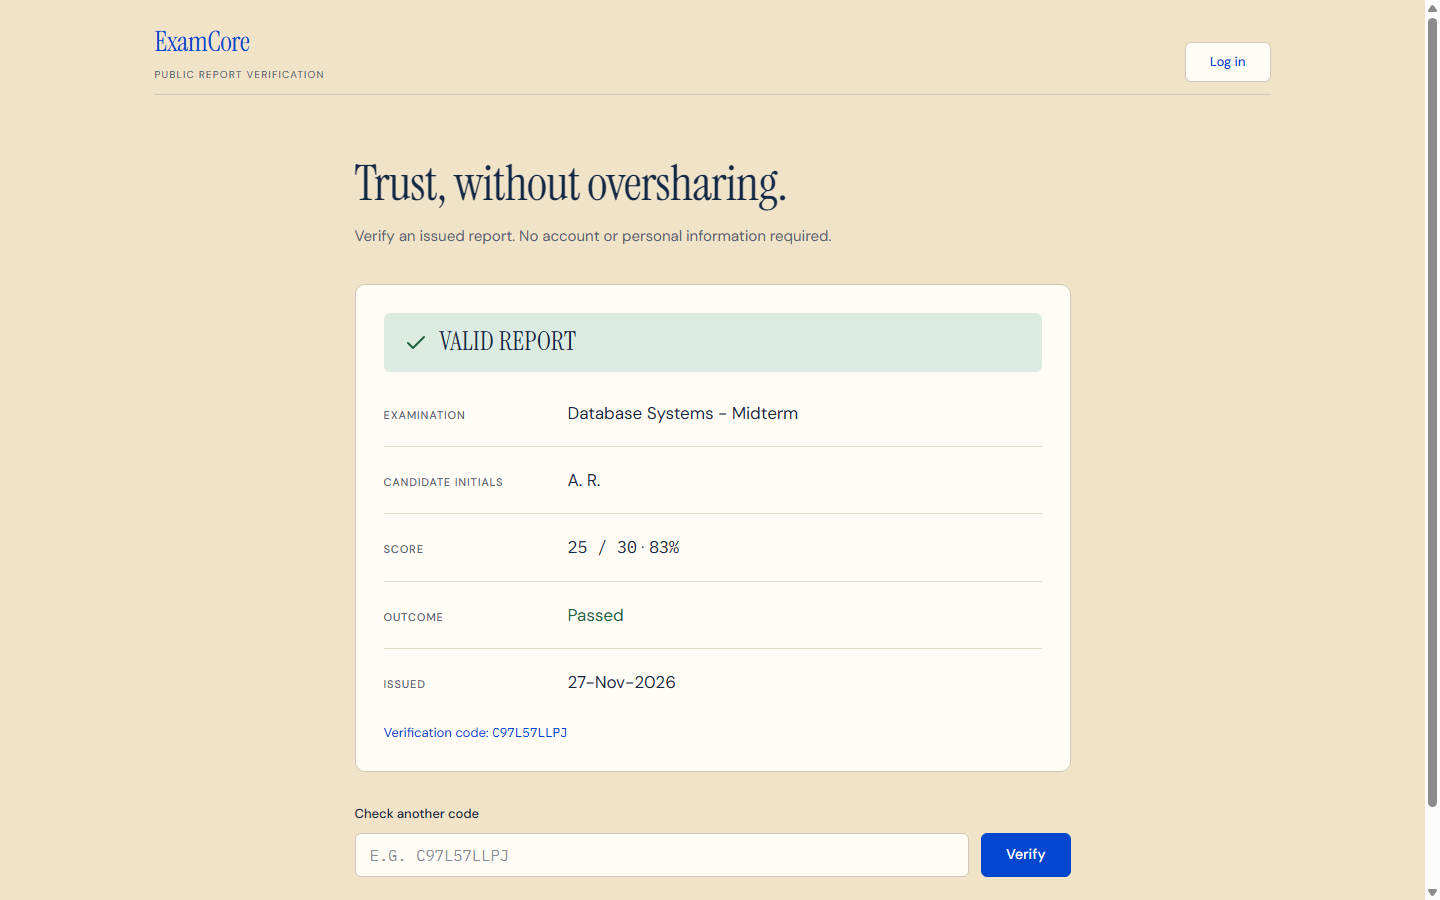 ExamCore
PUBLIC REPORT VERIFICATION
Log in
Trust, without oversharing.
Verify an issued report. No account or personal information required.
VALID REPORT
EXAMINATION Database Systems - Midterm
CANDIDATE INITIALS A. R.
SCORE 25 / 30 · 83%
OUTCOME Passed
ISSUED 27-Nov-2026
Verification code: C97L57LLPJ
Check another code
E.G. C97L57LLPJ
Verify